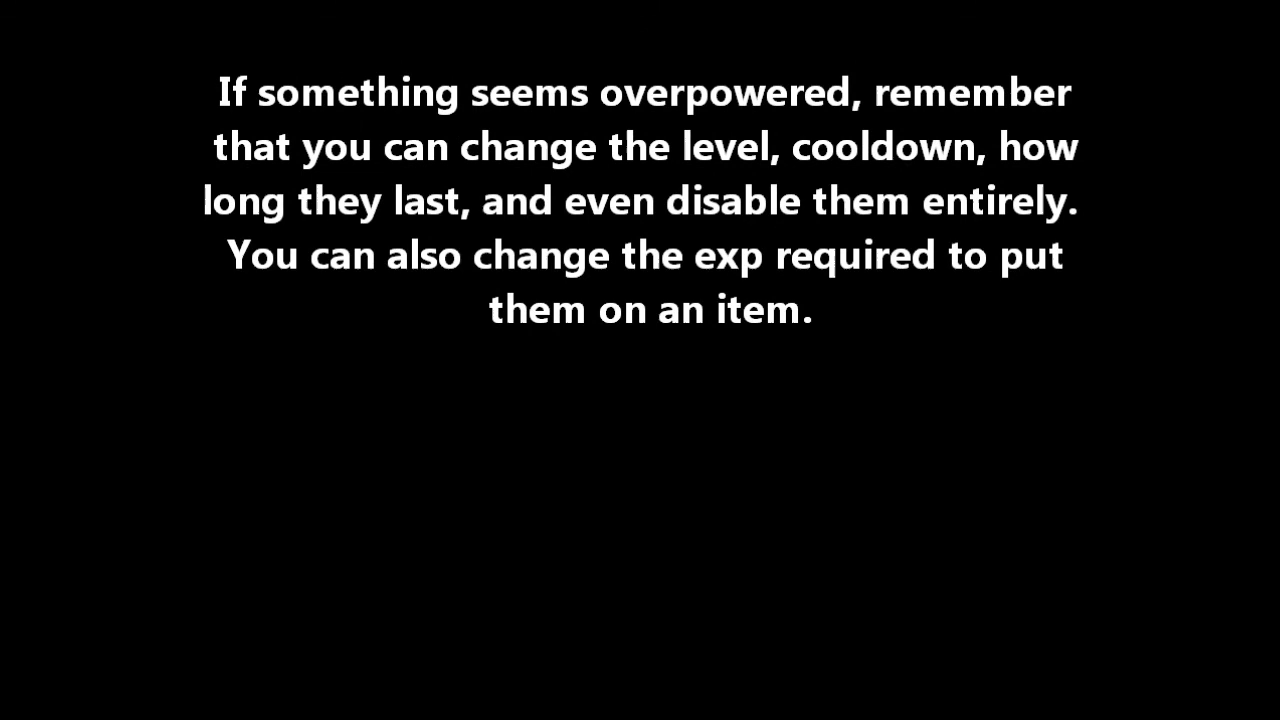 If something seems overpowered, remember
that you can change the level, cooldown, how
long they last, and even disable them entirely.
You can also change the exp required to put
them on an item.